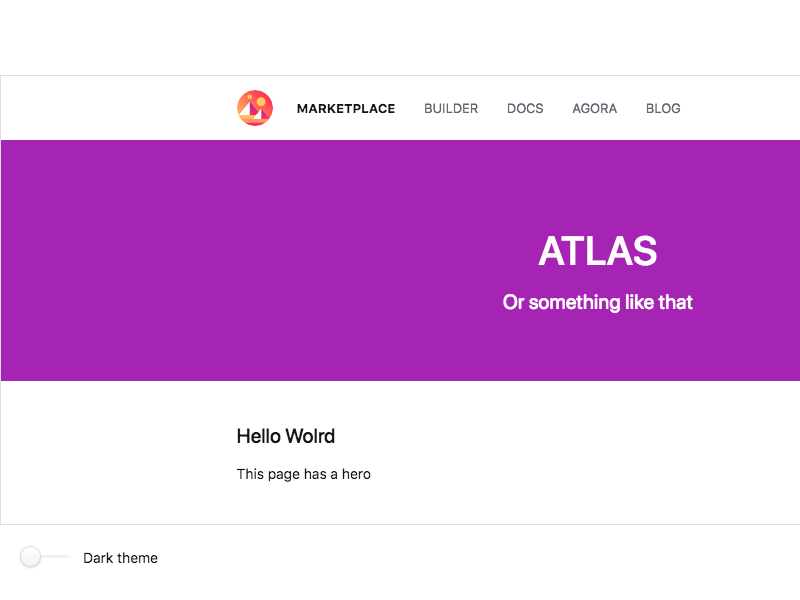 MARKETPLACE BUILDER DOCS AGORA BLOG
ATLAS
Or something like that
Hello Wolrd
This page has a hero
Dark theme